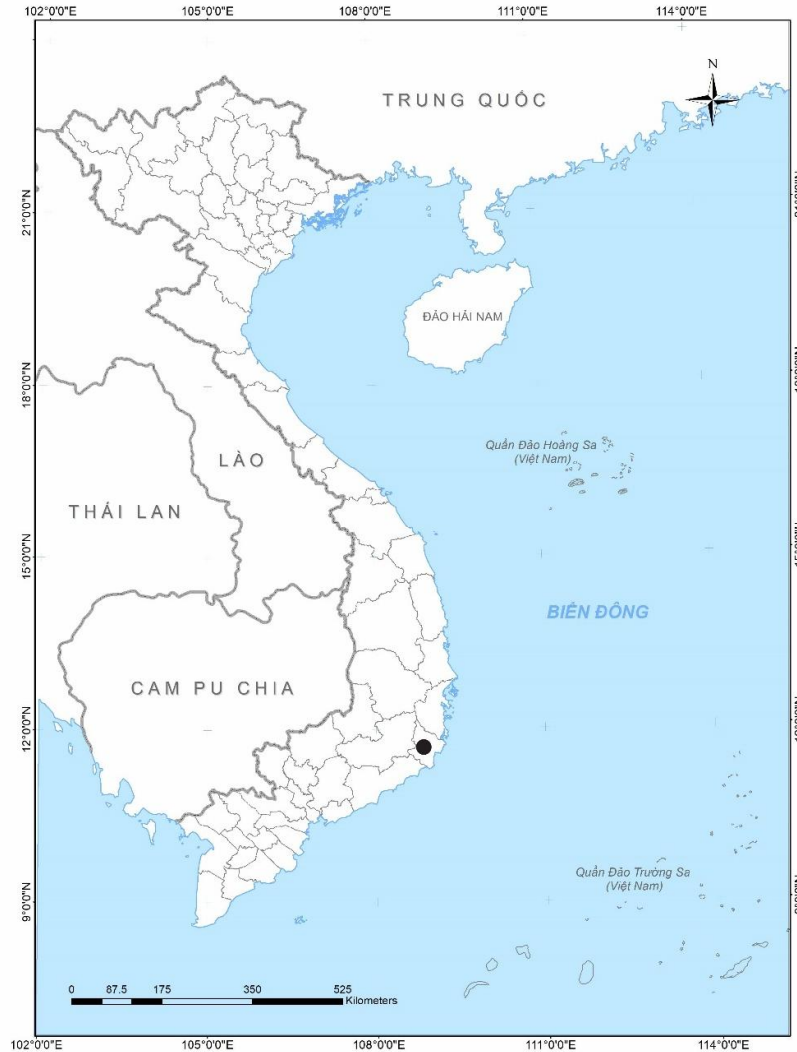 102°0'0"E 105°0'0"E 108°0'0"E 111°0'0"E 114°0'0"E
N
TRUNG QUỐC
21°0'0"N
ĐẢO HẢI NAM
18°0'0"N
Quần Đảo Hoàng Sa
(Việt Nam)
LÀO
THÁI LAN
15°0'0"N
BIỂN ĐÔNG
CAM PU CHIA
12°0'0"N
Quần Đảo Trường Sa
(Việt Nam)
9°0'0"N
0 87.5 175 350 525
Kilometers
102°0'0"E 105°0'0"E 108°0'0"E 111°0'0"E 114°0'0"E